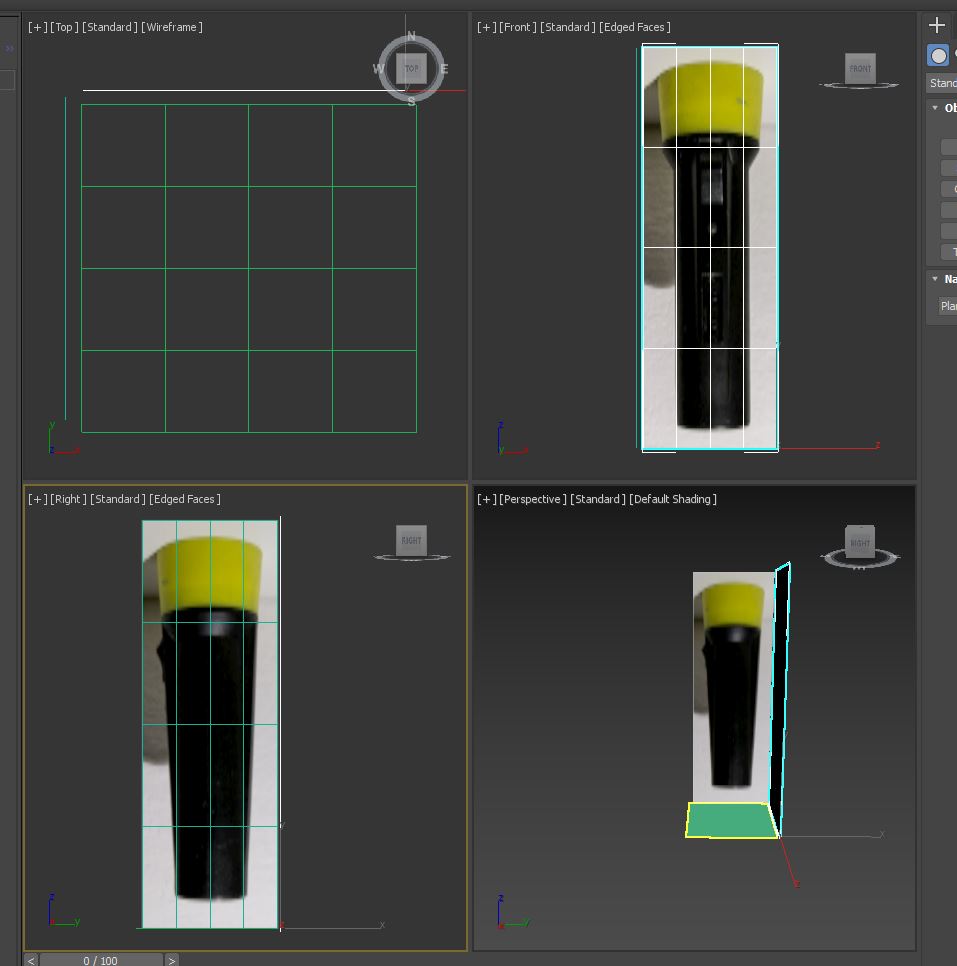 [+] [Top] [Standard] [Wireframe]
N
W TOP E
S
y
z x
[+] [Front] [Standard] [Edged Faces]
FRONT
z
y x
z
[+] [Right] [Standard] [Edged Faces]
RIGHT
y
z
x y
z x
[+] [Perspective] [Standard] [Default Shading]
RIGHT
x
z
z
x y
< 0 / 100 >
Stand
Ob
Na
Plan